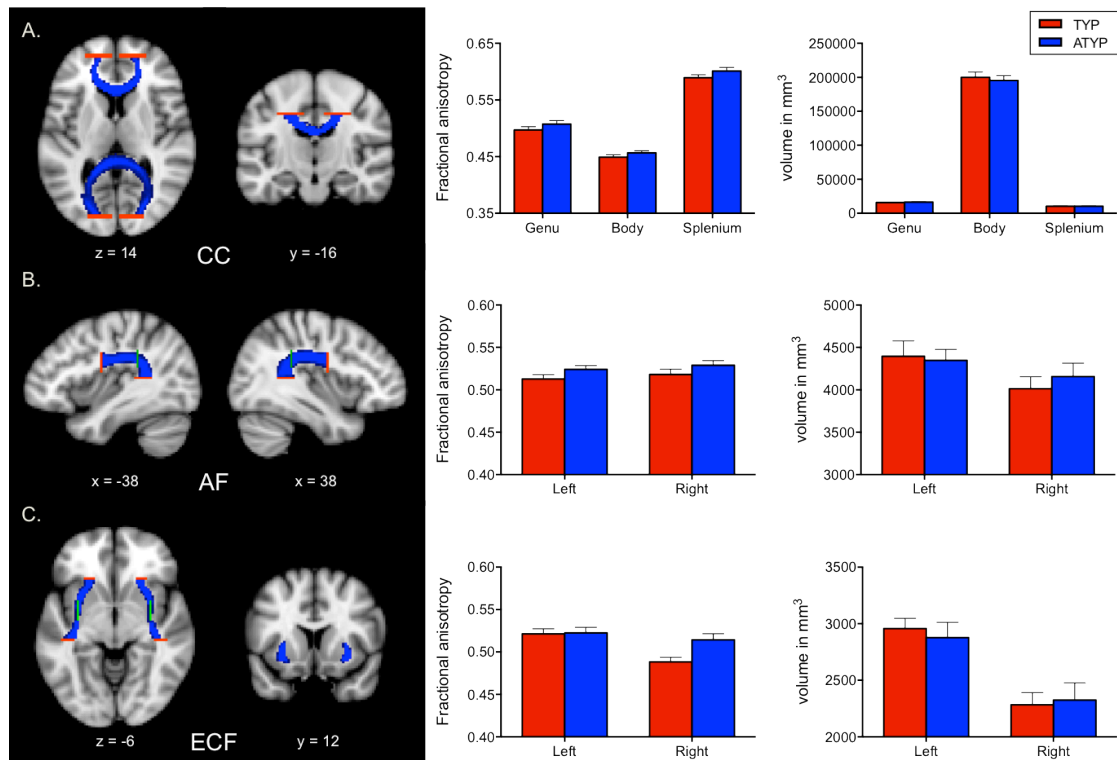 A.
z = 14
CC
y = -16
Fractional anisotropy
0.65
0.55
0.45
0.35
Genu
Body
Splenium
volume in mm³
250000
200000
150000
100000
50000
0
Genu
Body
Splenium
TYP
ATYP
B.
x = -38
AF
x = 38
Fractional anisotropy
0.60
0.55
0.50
0.45
0.40
Left
Right
volume in mm³
5000
4500
4000
3500
3000
Left
Right
C.
z = -6
ECF
y = 12
Fractional anisotropy
0.60
0.55
0.50
0.45
0.40
Left
Right
volume in mm³
3500
3000
2500
2000
Left
Right